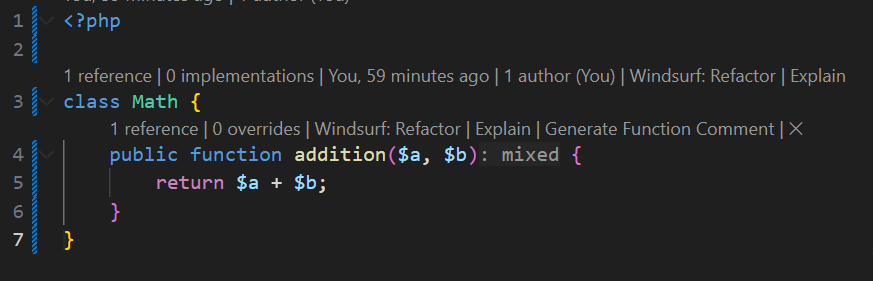 You, 59 minutes ago | 1 author (You)
1 <?php
2
1 reference | 0 implementations | You, 59 minutes ago | 1 author (You) | Windsurf: Refactor | Explain
3 class Math {
1 reference | 0 overrides | Windsurf: Refactor | Explain | Generate Function Comment | ×
4 public function addition($a, $b): mixed {
5 return $a + $b;
6 }
7 }